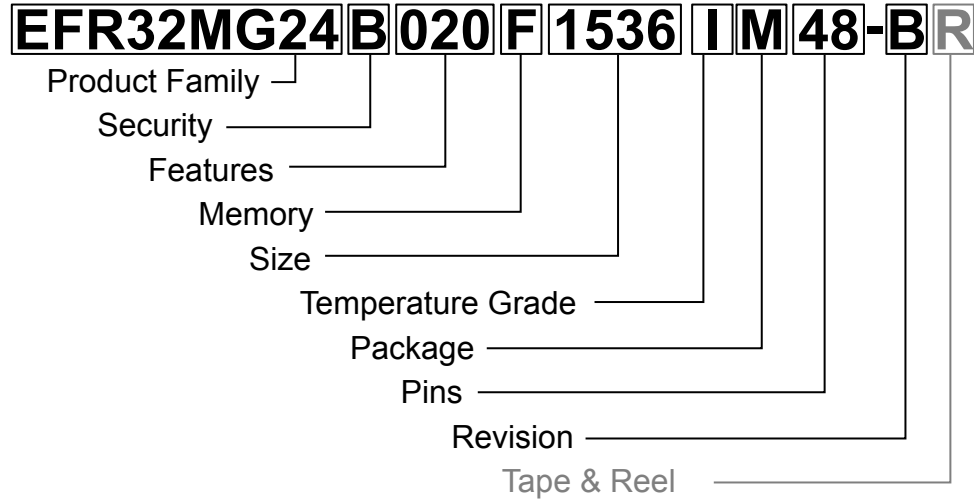 EFR32MG24B020F1536IM48-BR
Product Family
Security
Features
Memory
Size
Temperature Grade
Package
Pins
Revision
Tape & Reel